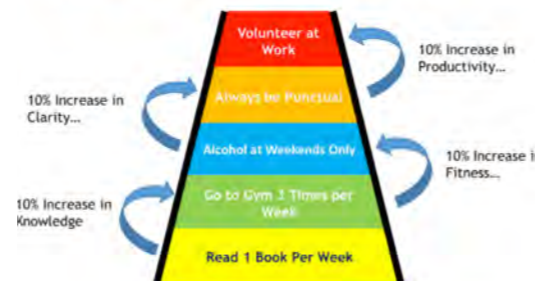 Volunteer at
Work
10% Increase in
Productivity...
Always be Punctual
10% Increase in
Clarity...
Alcohol at Weekends Only
10% Increase i
Fitness...
Go to Gym 3 Times per
Week
10% Increase in
Knowledge
Read 1 Book Per Week